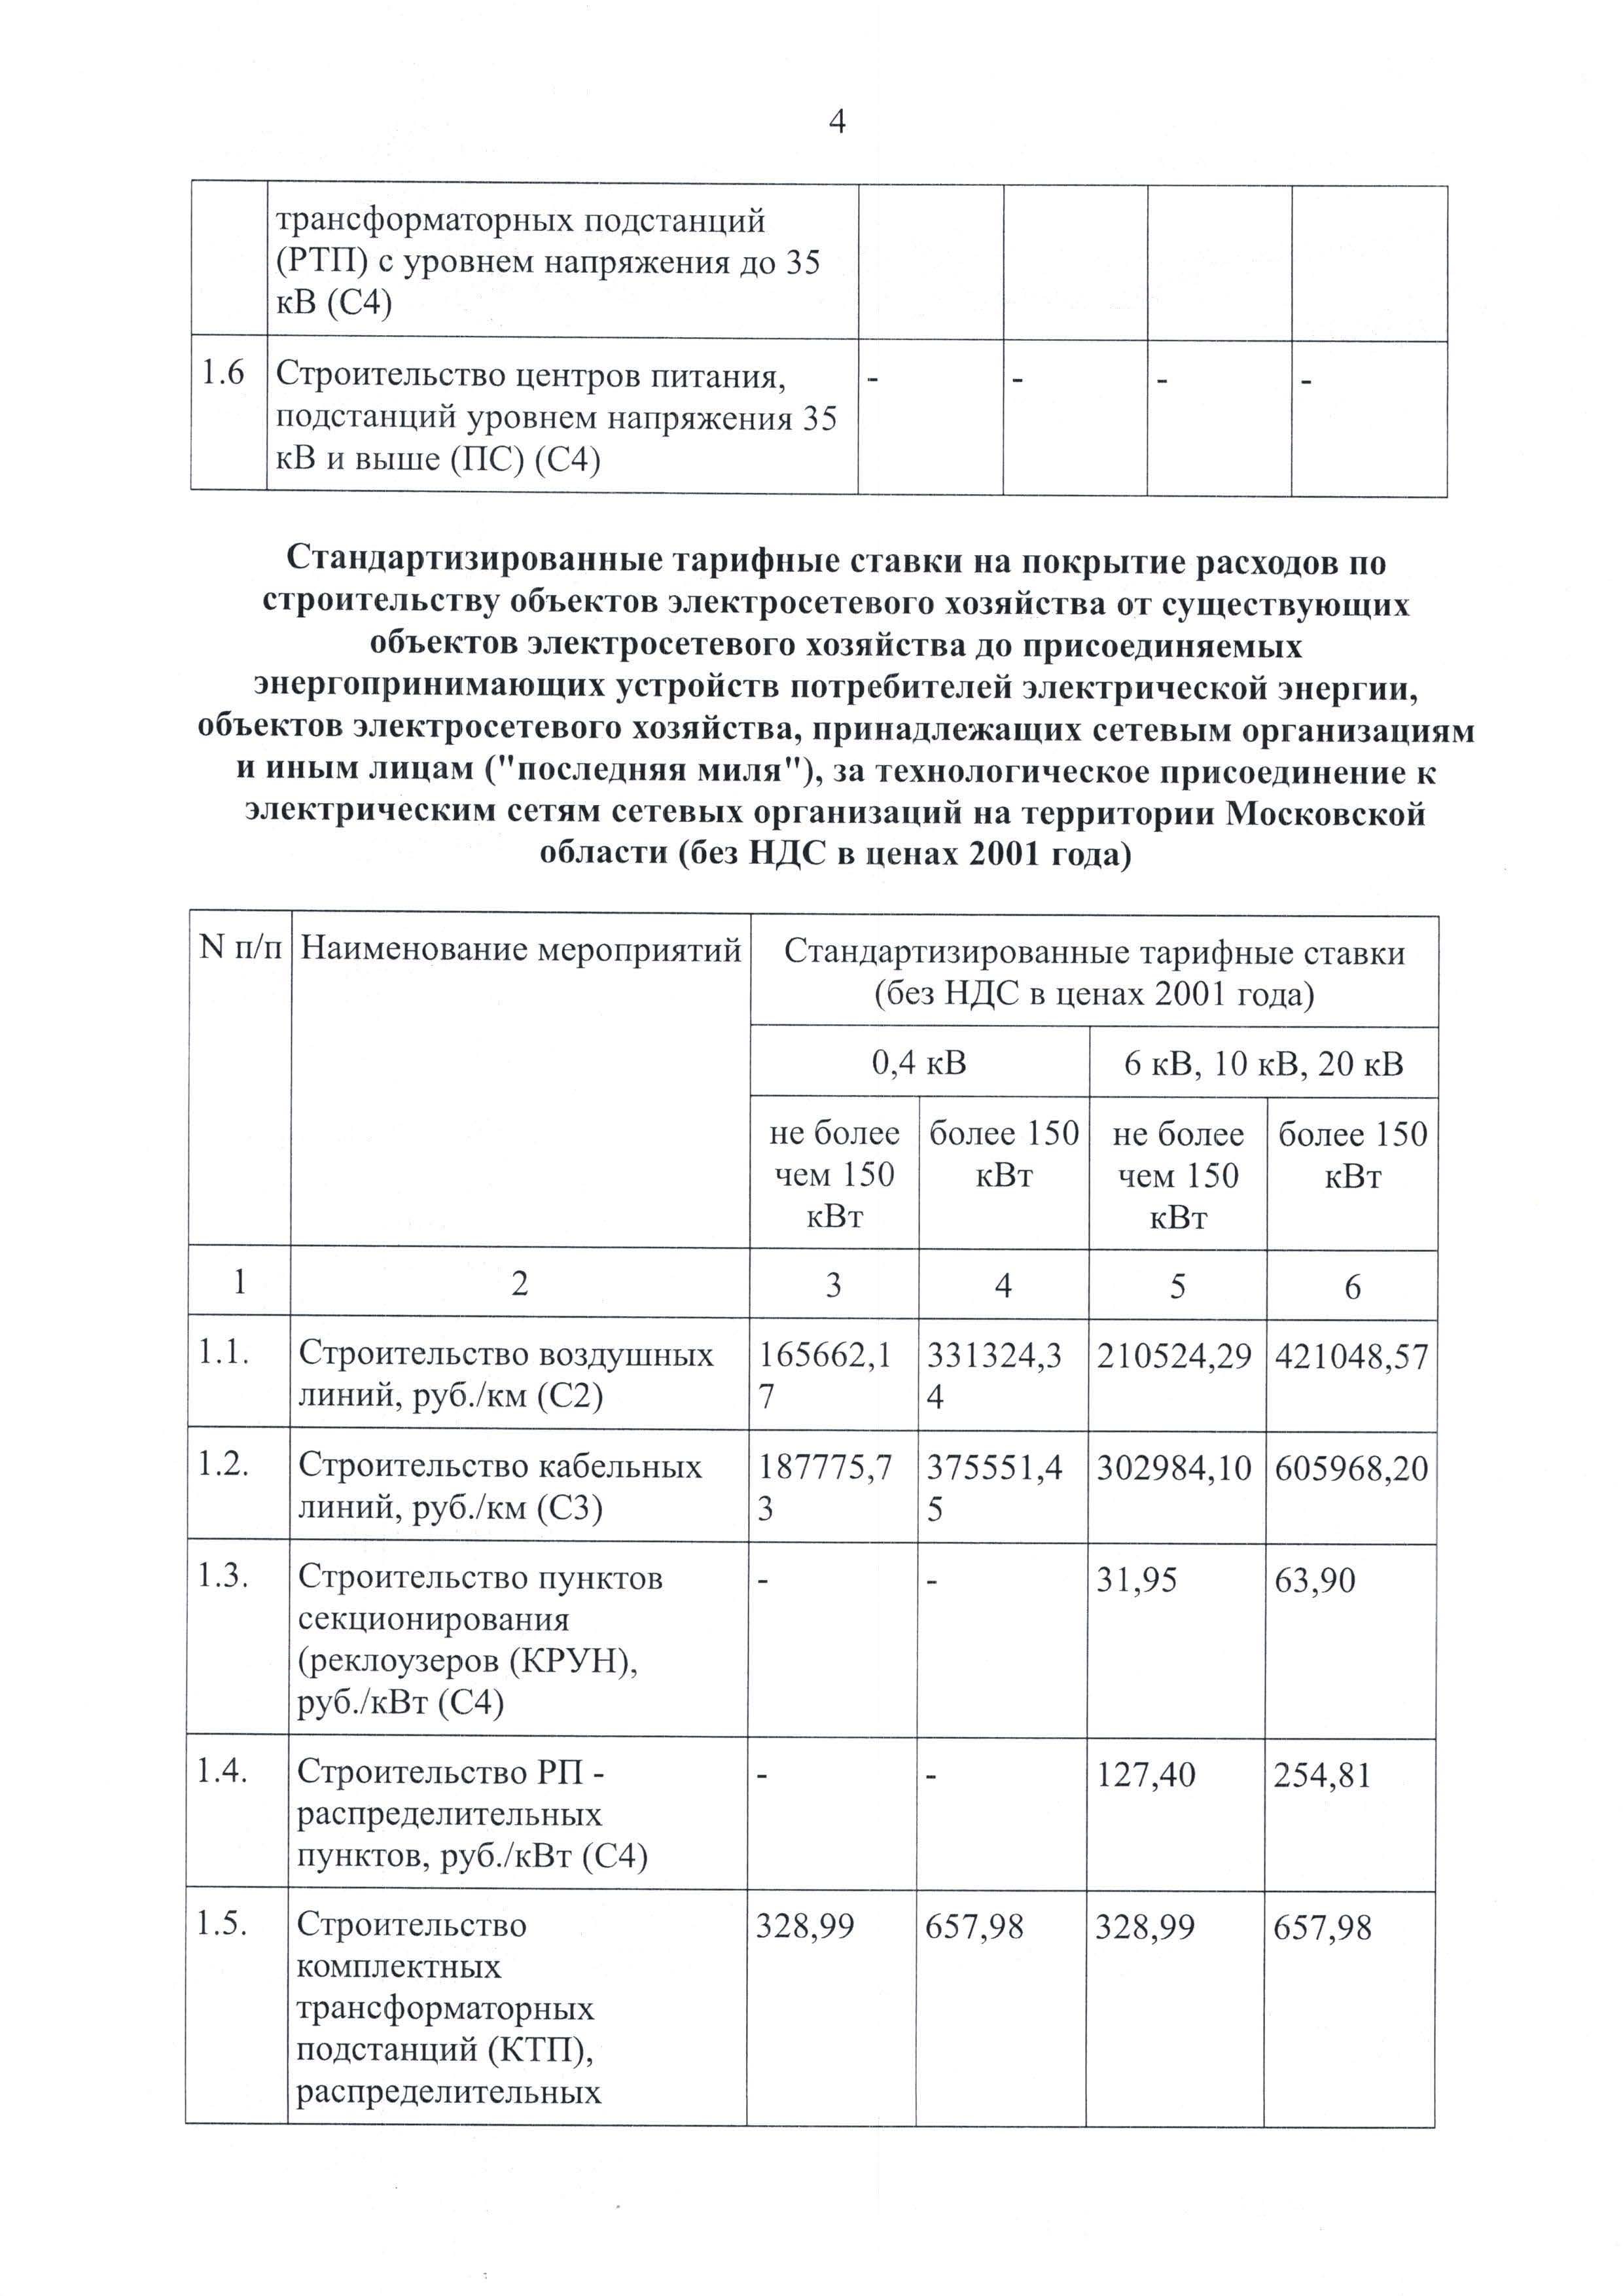 4
трансформаторных подстанций
(РТП) с уровнем напряжения до 35
кВ (С4)
1.6 Строительство центров питания, - - - -
подстанций уровнем напряжения 35
кВ и выше (ПС) (С4)
Стандартизированные тарифные ставки на покрытие расходов по
строительству объектов электросетевого хозяйства от существующих
объектов электросетевого хозяйства до присоединяемых
энергопринимающих устройств потребителей электрической энергии,
объектов электросетевого хозяйства, принадлежащих сетевым организациям
и иным лицам ("последняя миля"), за технологическое присоединение к
электрическим сетям сетевых организаций на территории Московской
области (без НДС в ценах 2001 года)
N п/п Наименование мероприятий Стандартизированные тарифные ставки
(без НДС в ценах 2001 года)
0,4 кВ 6 кВ, 10 кВ, 20 кВ
не более более 150 не более более 150
чем 150 кВт чем 150 кВт
кВт кВт
1 2 3 4 5 6
1.1. Строительство воздушных 165662,1 331324,3 210524,29 421048,57
линий, руб./км (С2) 7 4
1.2. Строительство кабельных 187775,7 375551,4 302984,10 605968,20
линий, руб./км (С3) 3 5
1.3. Строительство пунктов - - 31,95 63,90
секционирования
(реклоузеров (КРУН),
руб./кВт (С4)
1.4. Строительство РП - - - 127,40 254,81
распределительных
пунктов, руб./кВт (С4)
1.5. Строительство 328,99 657,98 328,99 657,98
комплектных
трансформаторных
подстанций (КТП),
распределительных